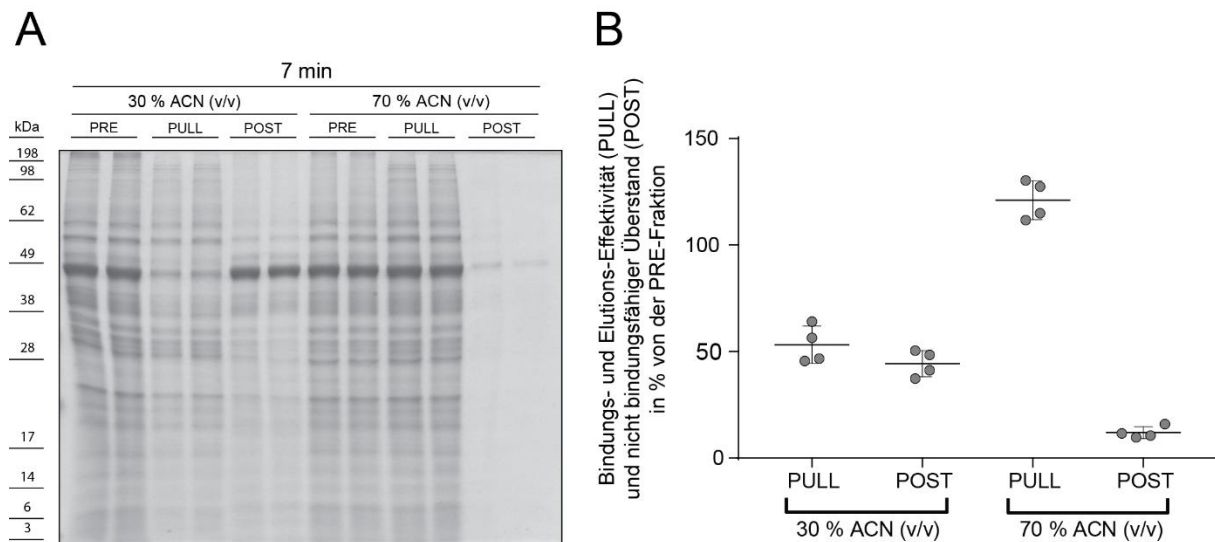 A
7 min
30 % ACN (v/v) 70 % ACN (v/v)
kDa PRE PULL POST PRE PULL POST
198
98
62
49
38
28
17
14
6
3
B
Bindungs- und Elutions-Effektivität (PULL)
und nicht bindungsfähiger Überstand (POST)
in % von der PRE-Fraktion
150
100
50
0
PULL POST PULL POST
30 % ACN (v/v) 70 % ACN (v/v)